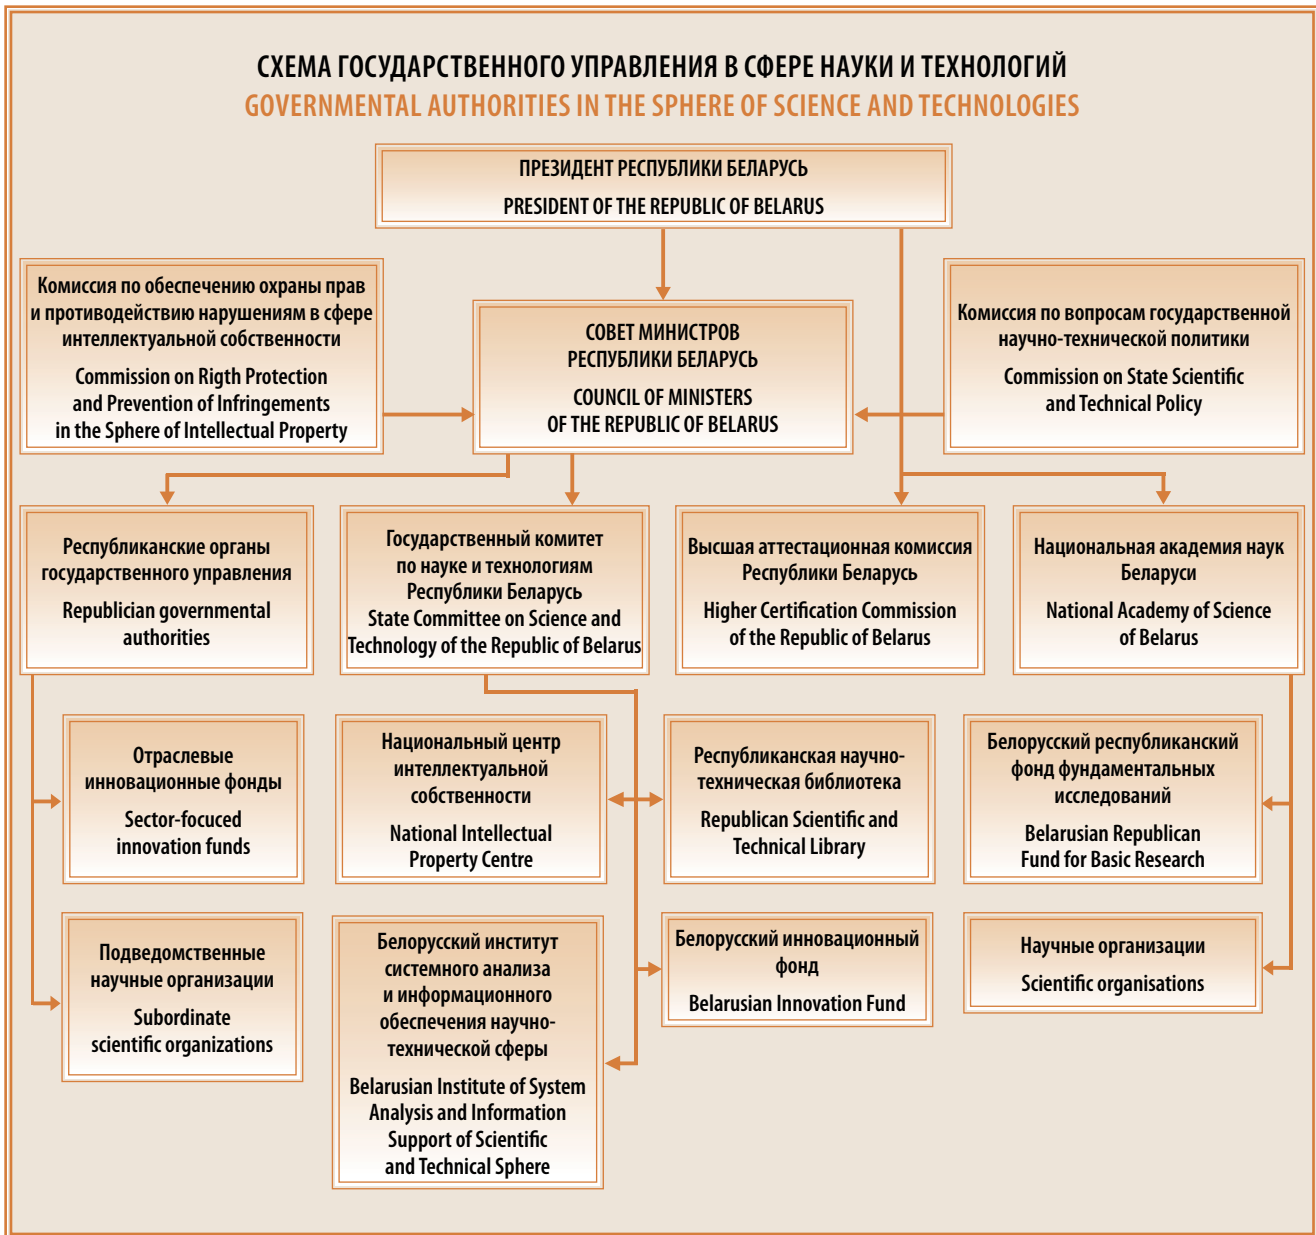 СХЕМА ГОСУДАРСТВЕННОГО УПРАВЛЕНИЯ В СФЕРЕ НАУКИ И ТЕХНОЛОГИЙ
GOVERNMENTAL AUTHORITIES IN THE SPHERE OF SCIENCE AND TECHNOLOGIES
ПРЕЗИДЕНТ РЕСПУБЛИКИ БЕЛАРУСЬ
PRESIDENT OF THE REPUBLIC OF BELARUS
Комиссия по обеспечению охраны прав
и противодействию нарушениям в сфере
интеллектуальной собственности
Commission on Rigth Protection
and Prevention of Infringements
in the Sphere of Intellectual Property
СОВЕТ МИНИСТРОВ
РЕСПУБЛИКИ БЕЛАРУСЬ
COUNCIL OF MINISTERS
OF THE REPUBLIC OF BELARUS
Комиссия по вопросам государственной
научно-технической политики
Commission on State Scientific
and Technical Policy
Республиканские органы
государственного управления
Republician governmental
authorities
Государственный комитет
по науке и технологиям
Республики Беларусь
State Committee on Science and
Technology of the Republic of Belarus
Высшая аттестационная комиссия
Республики Беларусь
Higher Certification Commission
of the Republic of Belarus
Национальная академия наук
Беларуси
National Academy of Science
of Belarus
Отраслевые
инновационные фонды
Sector-focuced
innovation funds
Национальный центр
интеллектуальной
собственности
National Intellectual
Property Centre
Республиканская научно-
техническая библиотека
Republican Scientific and
Technical Library
Белорусский республиканский
фонд фундаментальных
исследований
Belarusian Republican
Fund for Basic Research
Подведомственные
научные организации
Subordinate
scientific organizations
Белорусский институт
системного анализа
и информационного
обеспечения научно-
технической сферы
Belarusian Institute of System
Analysis and Information
Support of Scientific
and Technical Sphere
Белорусский инновационный
фонд
Belarusian Innovation Fund
Научные организации
Scientific organisations